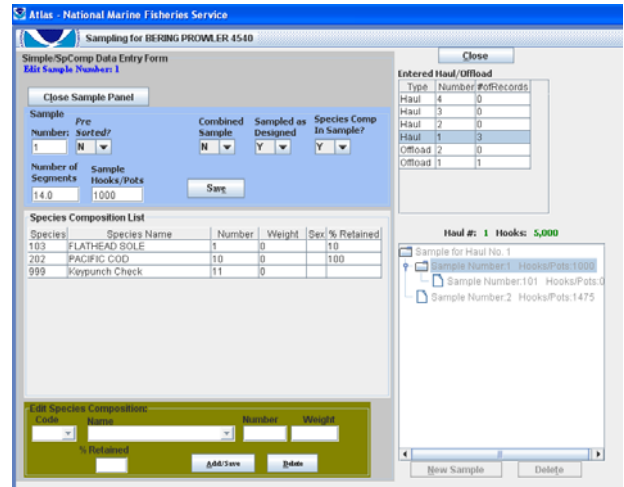 Atlas - National Marine Fisheries Service
Sampling for BERING PROWLER 4540
Simple/SpComp Data Entry Form
Edit Sample Number: 1
Close Sample Panel
Sample
Number: Pre Sorted? Combined Sample Sampled as Designed Species Comp In Sample?
1 N N Y Y
Number of Segments Sample Hooks/Pots
14.0 1000 Save
Species Composition List
Species Species Name Number Weight Sex % Retained
103 FLATHEAD SOLE 1 0 10
202 PACIFIC COD 10 0 100
999 Keypunch Check 11 0
Edit Species Composition:
Code Name Number Weight
% Retained
Add/Save Delete
Close
Entered Haul/Offload
Type Number #ofRecords
Haul 4 0
Haul 3 0
Haul 2 0
Haul 1 3
Offload 2 0
Offload 1 1
Haul #: 1 Hooks: 5,000
Sample for Haul No. 1
Sample Number:1 Hooks/Pots:1000
Sample Number:101 Hooks/Pots:0
Sample Number:2 Hooks/Pots:1475
New Sample Delete